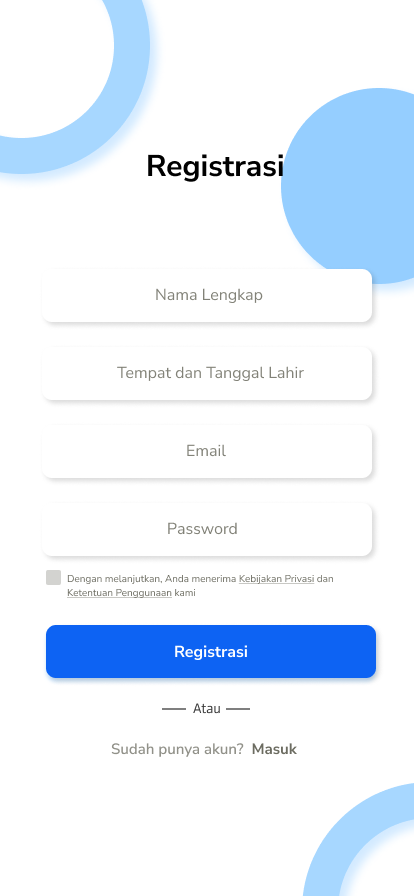 Registrasi
Nama Lengkap
Tempat dan Tanggal Lahir
Email
Password
Dengan melanjutkan, Anda menerima Kebijakan Privasi dan
Ketentuan Penggunaan kami
Registrasi
Atau
Sudah punya akun? Masuk